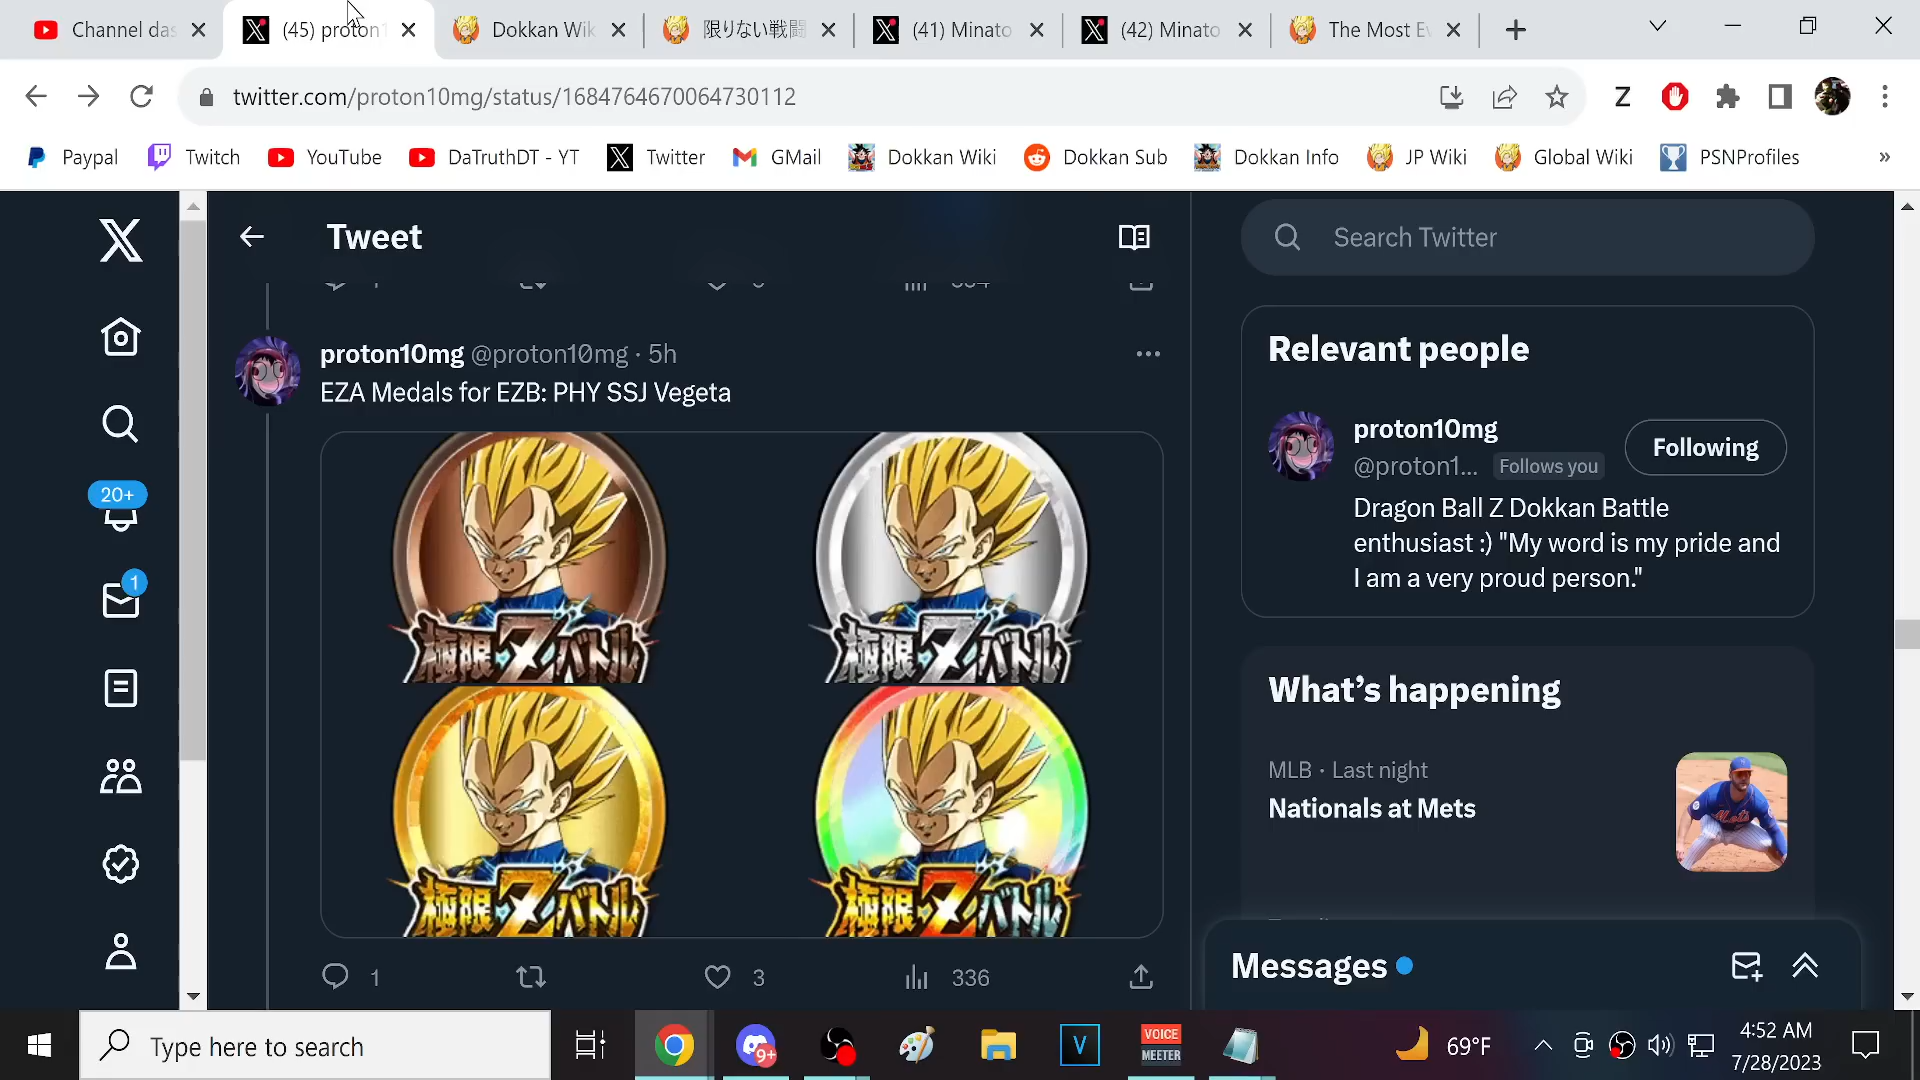 Channel das
(45) proton1
Dokkan Wik
限りない戦闘
(41) Minato
(42) Minato
The Most Ev
twitter.com/proton10mg/status/1684764670064730112
Z
Paypal
Twitch
YouTube
DaTruthDT - YT
Twitter
GMail
Dokkan Wiki
Dokkan Sub
Dokkan Info
JP Wiki
Global Wiki
PSNProfiles
»
Tweet
Search Twitter
proton10mg @proton10mg · 5h
EZA Medals for EZB: PHY SSJ Vegeta
極限Zバトル
極限Zバトル
極限Zバトル
極限Zバトル
1
3
336
20+
1
Relevant people
proton10mg
@proton1... Follows you
Following
Dragon Ball Z Dokkan Battle
enthusiast :) "My word is my pride and
I am a very proud person."
What's happening
MLB · Last night
Nationals at Mets
Mets
Messages
Type here to search
9+
V
VOICE
MEETER
69°F
4:52 AM
7/28/2023